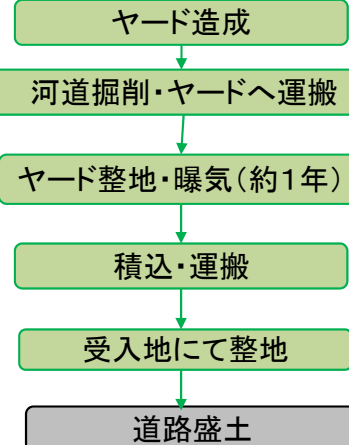 ヤード造成
河道掘削・ヤードへ運搬
ヤード整地・曝気(約1年)
積込・運搬
受入地にて整地
道路盛土